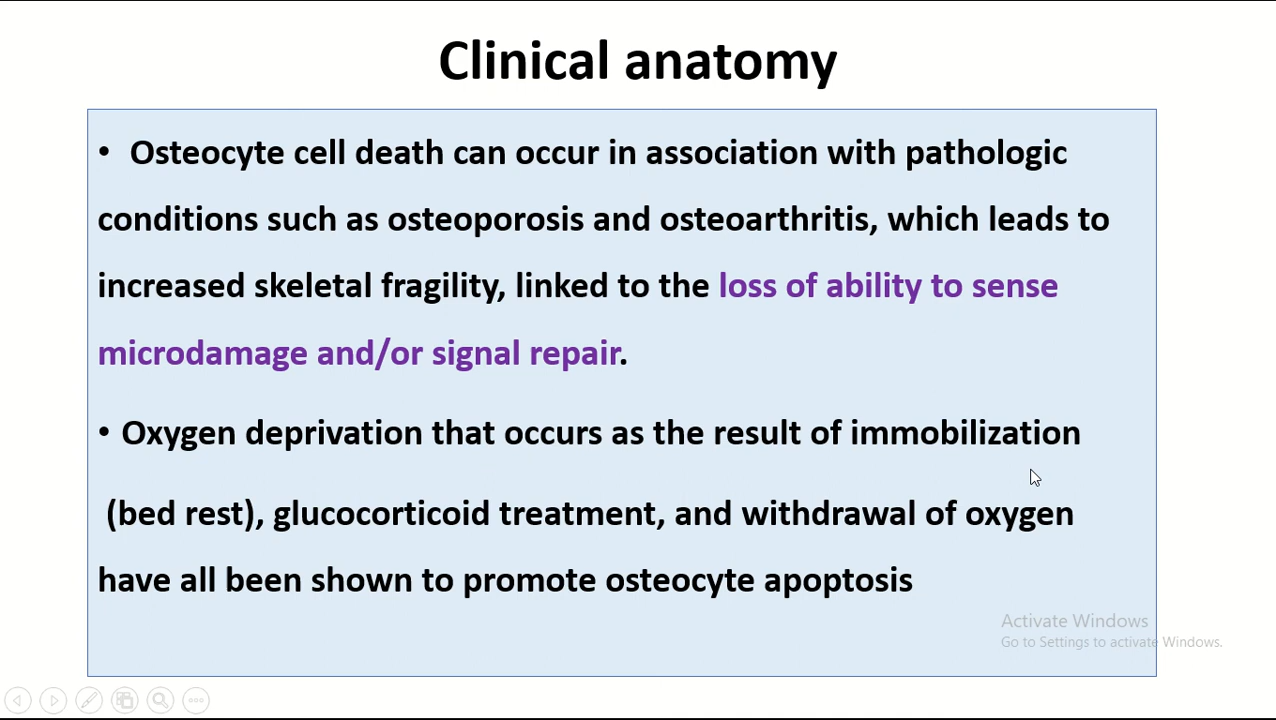 Clinical anatomy
• Osteocyte cell death can occur in association with pathologic
conditions such as osteoporosis and osteoarthritis, which leads to
increased skeletal fragility, linked to the loss of ability to sense
microdamage and/or signal repair.
• Oxygen deprivation that occurs as the result of immobilization
(bed rest), glucocorticoid treatment, and withdrawal of oxygen
have all been shown to promote osteocyte apoptosis
Activate Windows
Go to Settings to activate Windows.